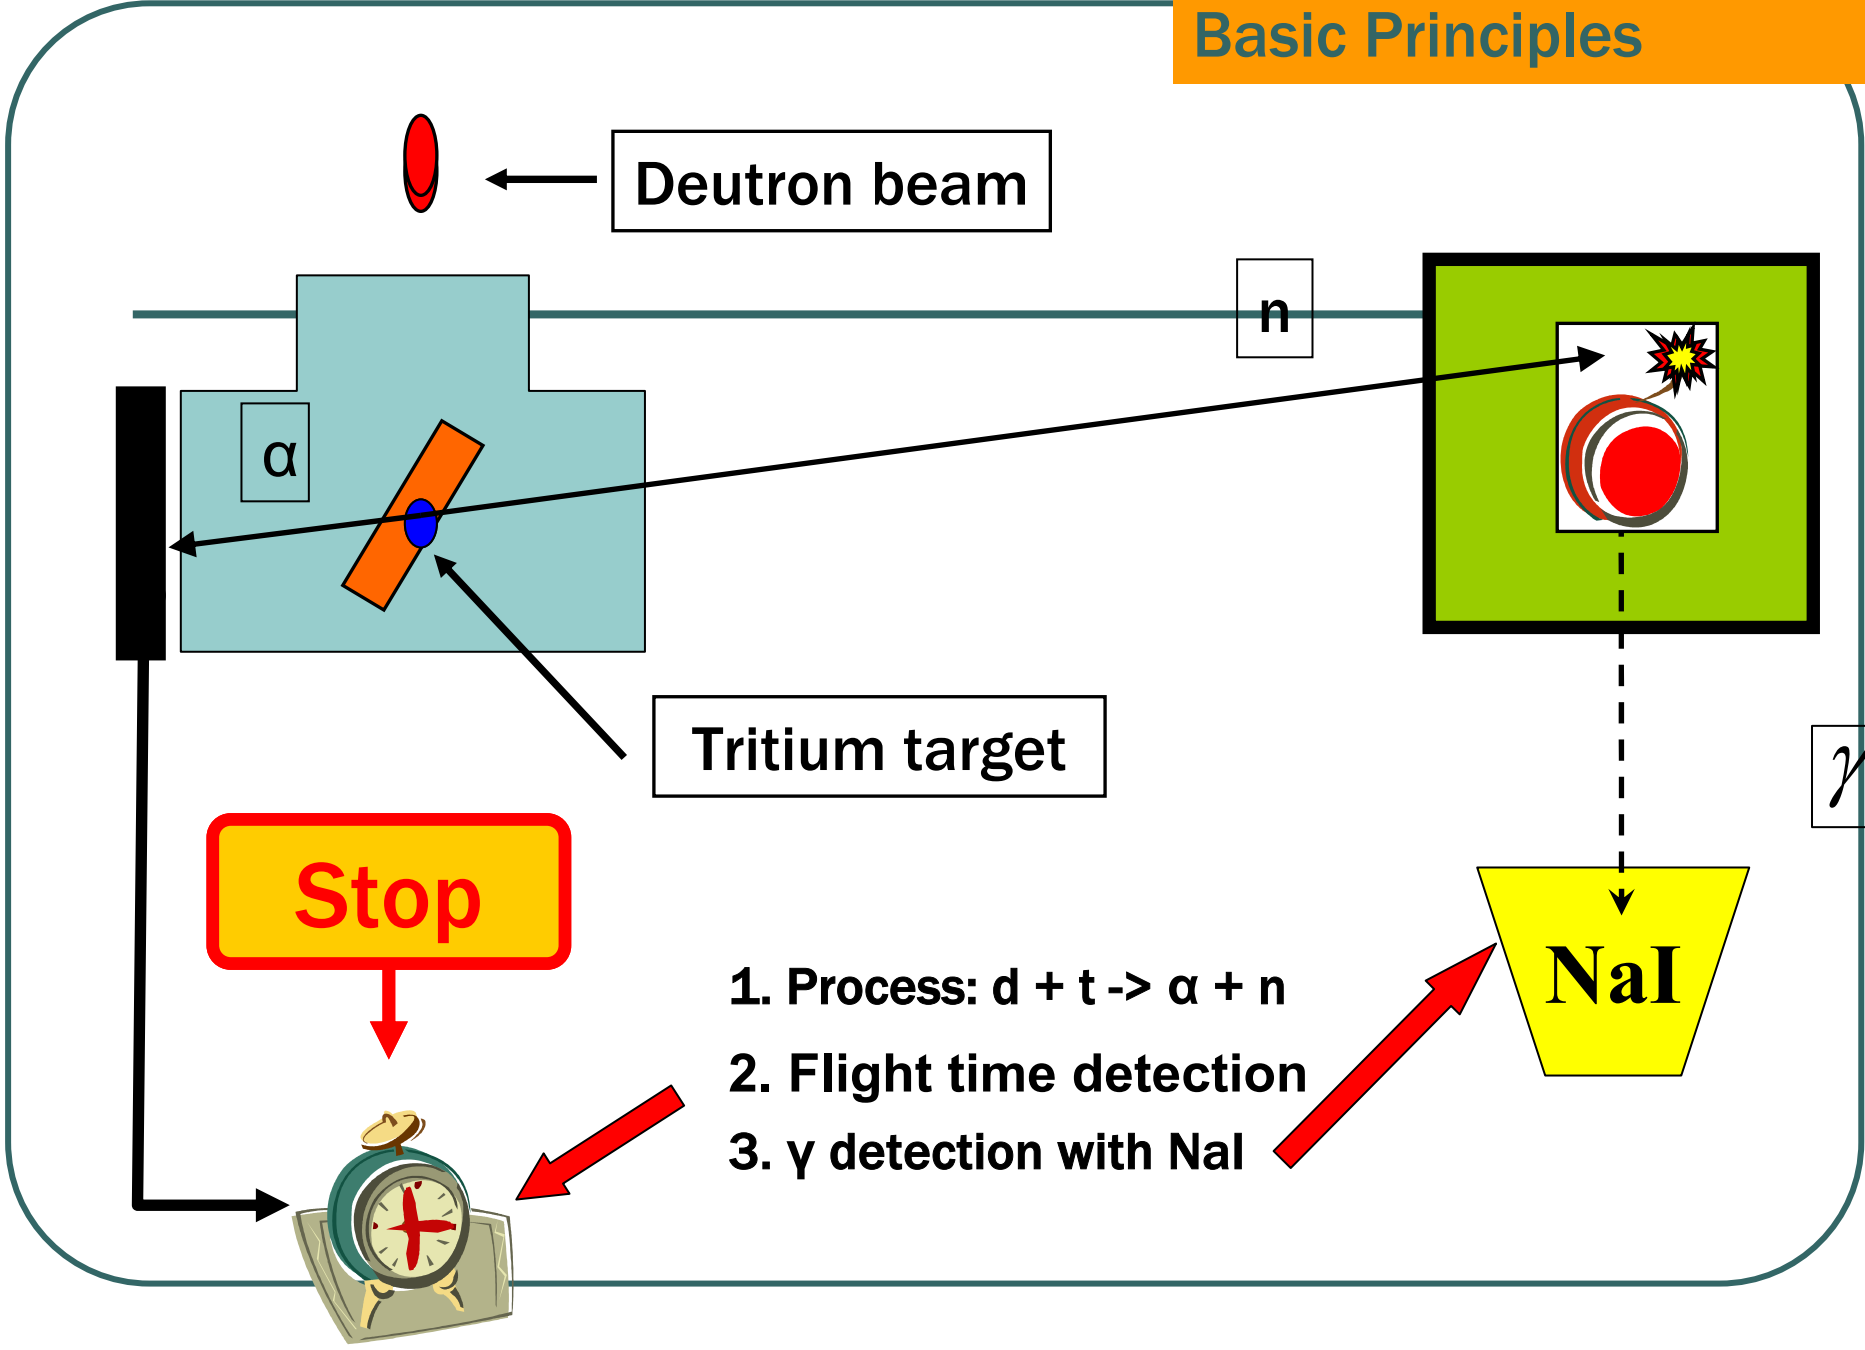 Basic Principles
Deutron beam
n
α
Tritium target
γ
Stop
NaI
1. Process: d + t -> α + n
2. Flight time detection
3. γ detection with NaI